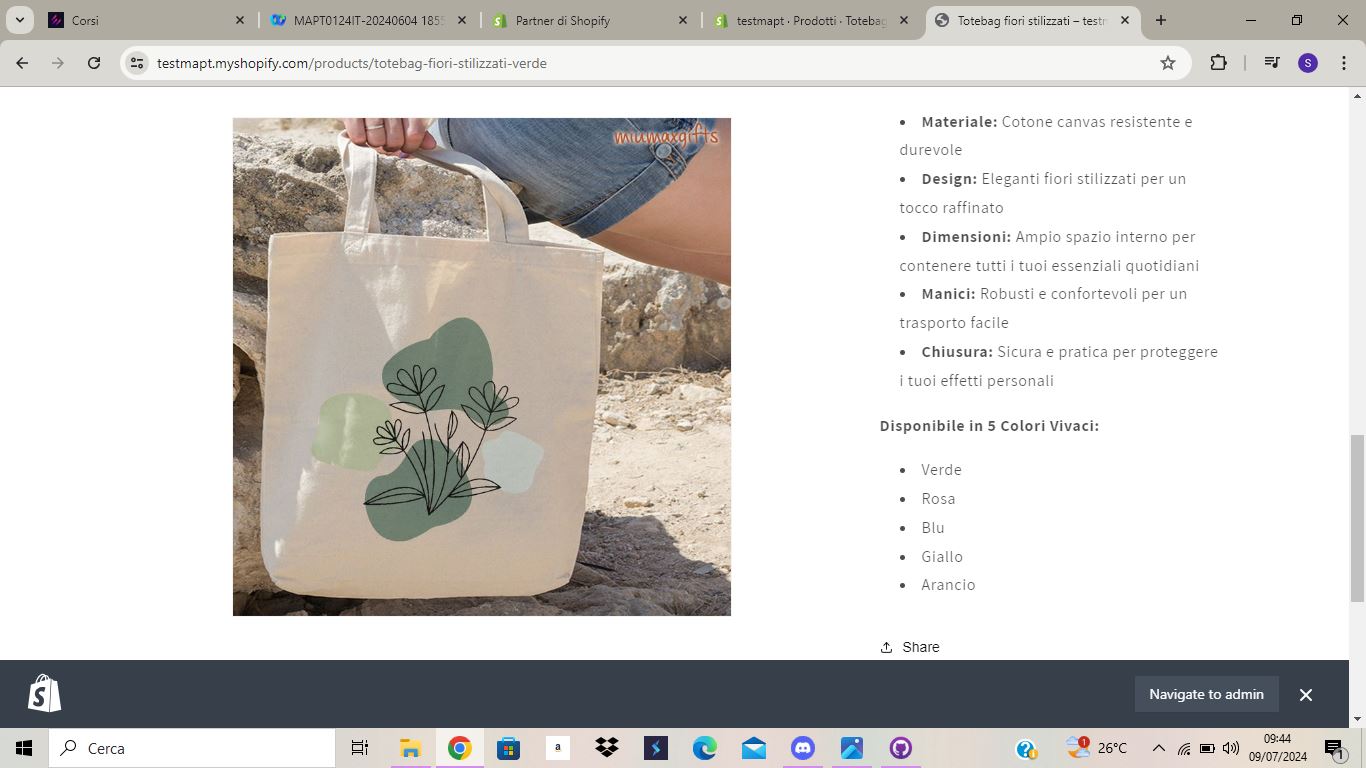 Corsi
MAPT0124IT-20240604 1855
Partner di Shopify
testmapt · Prodotti · Totebag
Totebag fiori stilizzati – testm
testmapt.myshopify.com/products/totebag-fiori-stilizzati-verde
S
miumaxgifts
• Materiale: Cotone canvas resistente e
durevole
• Design: Eleganti fiori stilizzati per un
tocco raffinato
• Dimensioni: Ampio spazio interno per
contenere tutti i tuoi essenziali quotidiani
• Manici: Robusti e confortevoli per un
trasporto facile
• Chiusura: Sicura e pratica per proteggere
i tuoi effetti personali
Disponibile in 5 Colori Vivaci:
• Verde
• Rosa
• Blu
• Giallo
• Arancio
Share
S
Navigate to admin
Cerca
a
1
26°C
09:44
09/07/2024
1